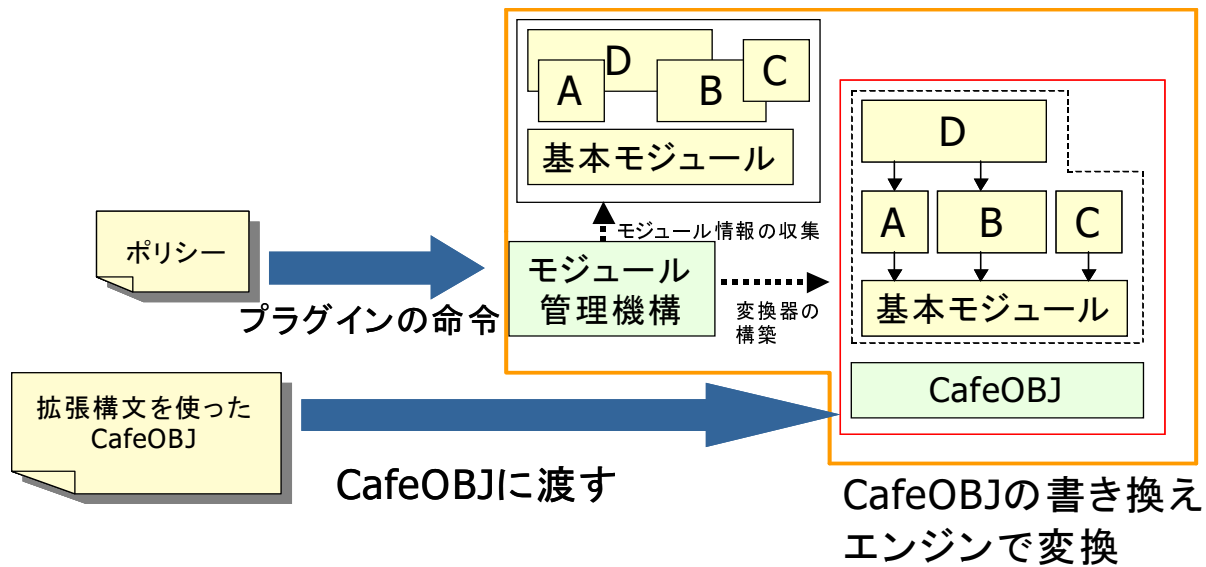 D
A
B
C
基本モジュール
モジュール情報の収集
ポリシー
プラグインの命令
モジュール
管理機構
変換器の
構築
D
A
B
C
基本モジュール
CafeOBJ
拡張構文を使った
CafeOBJ
CafeOBJに渡す
CafeOBJの書き換え
エンジンで変換